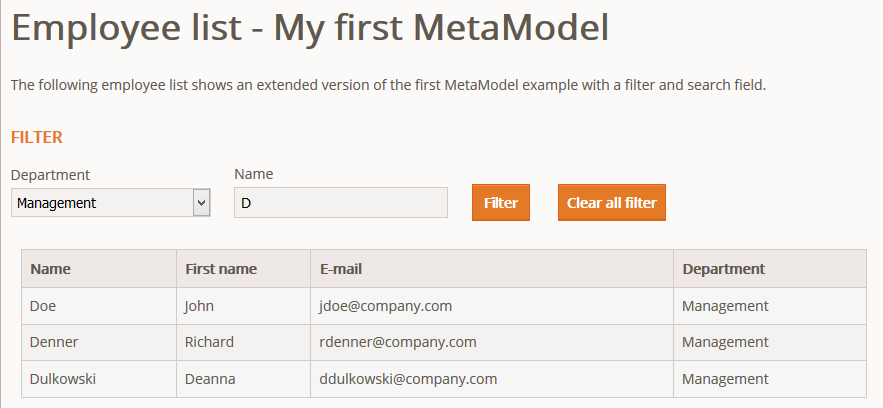 Employee list - My first MetaModel
The following employee list shows an extended version of the first MetaModel example with a filter and search field.
FILTER
Department Name
Management D Filter Clear all filter
Name First name E-mail Department
Doe John jdoe@company.com Management
Denner Richard rdenner@company.com Management
Dulkowski Deanna ddulkowski@company.com Management